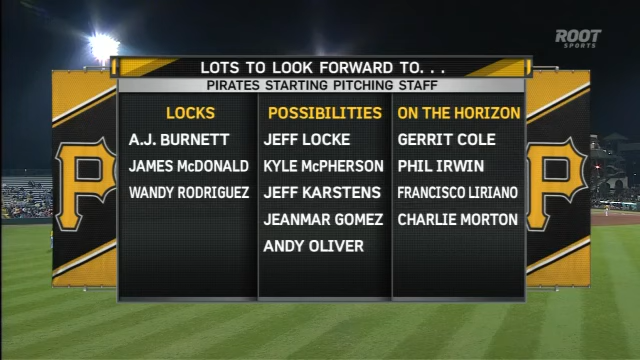 ROOT
SPORTS
LOTS TO LOOK FORWARD TO. . .
PIRATES STARTING PITCHING STAFF
LOCKS
A.J. BURNETT
JAMES McDONALD
WANDY RODRIGUEZ
POSSIBILITIES
JEFF LOCKE
KYLE McPHERSON
JEFF KARSTENS
JEANMAR GOMEZ
ANDY OLIVER
ON THE HORIZON
GERRIT COLE
PHIL IRWIN
FRANCISCO LIRIANO
CHARLIE MORTON
P
P